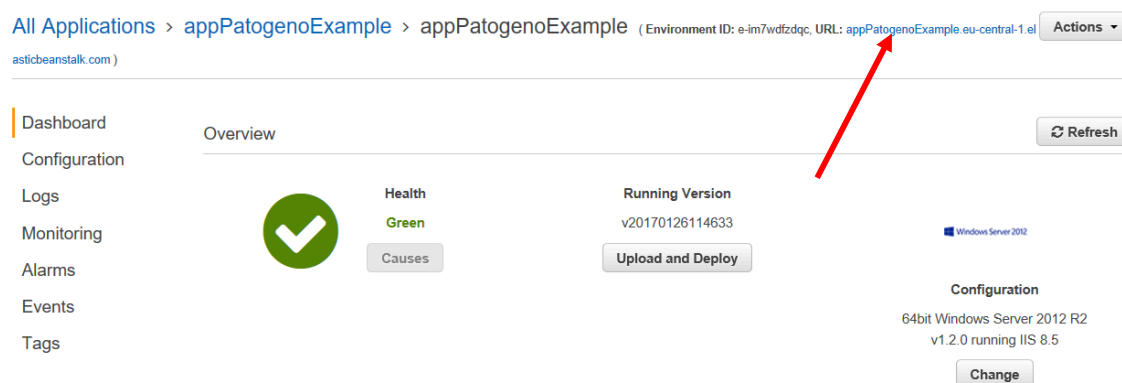 All Applications > appPatogenoExample > appPatogenoExample ( Environment ID: e-im7wdfzdqc, URL: appPatogenoExample.eu-central-1.el
asticbeanstalk.com )
Actions
Dashboard
Configuration
Logs
Monitoring
Alarms
Events
Tags
Overview
Refresh
Health
Green
Causes
Running Version
v20170126114633
Upload and Deploy
Windows Server 2012
Configuration
64bit Windows Server 2012 R2
v1.2.0 running IIS 8.5
Change